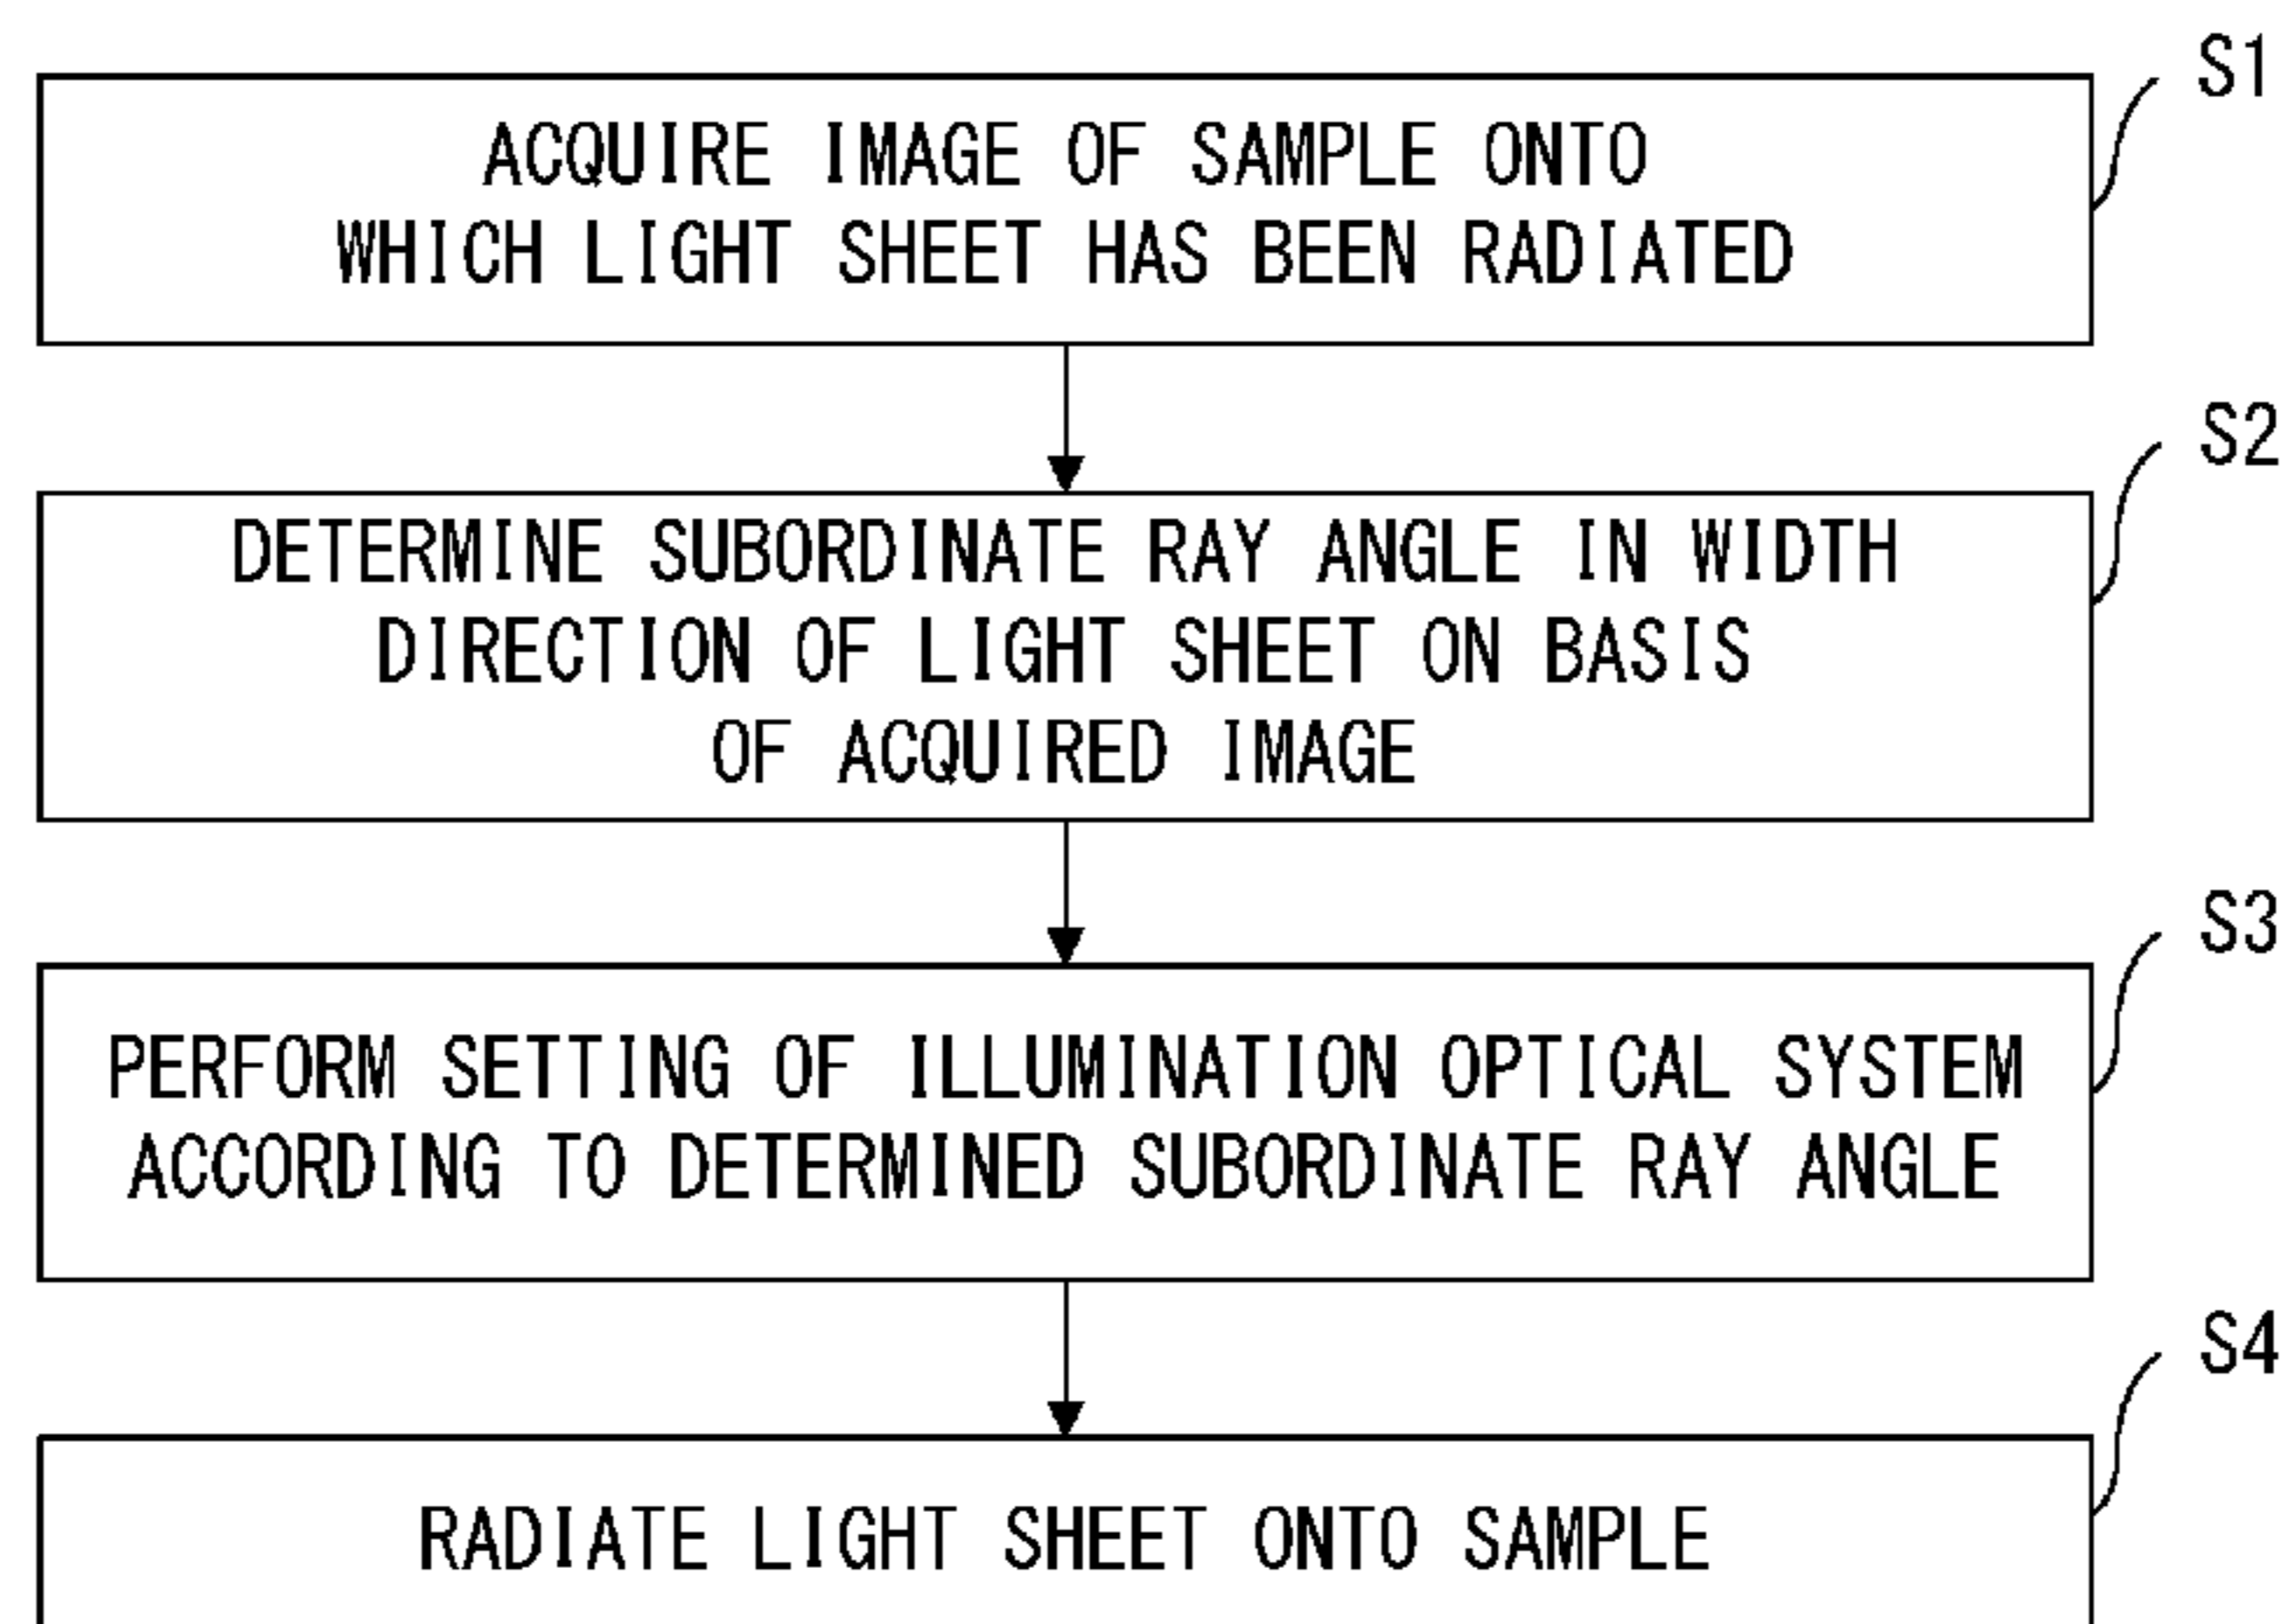 S1
ACQUIRE IMAGE OF SAMPLE ONTO
WHICH LIGHT SHEET HAS BEEN RADIATED
S2
DETERMINE SUBORDINATE RAY ANGLE IN WIDTH
DIRECTION OF LIGHT SHEET ON BASIS
OF ACQUIRED IMAGE
S3
PERFORM SETTING OF ILLUMINATION OPTICAL SYSTEM
ACCORDING TO DETERMINED SUBORDINATE RAY ANGLE
S4
RADIATE LIGHT SHEET ONTO SAMPLE